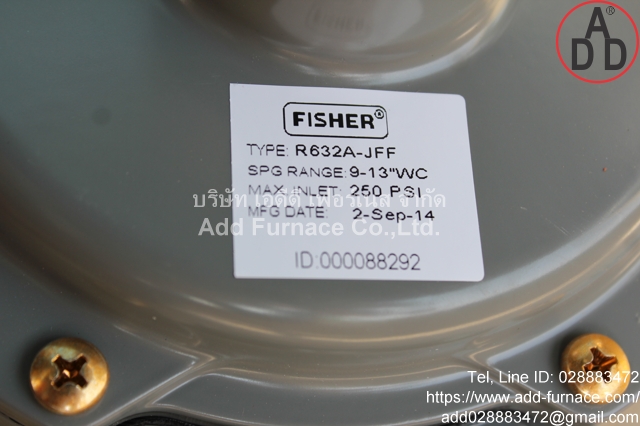 ADD
FISHER®
TYPE: R632A-JFF
SPG RANGE: 9-13"WC
MAX. INLET: 250 PSI
MFG DATE: 2-Sep-14
ID:000088292
บริษัท เอดีดี เฟอร์เนส จำกัด
Add Furnace Co.,Ltd.
Tel, Line ID: 028883472
https://www.add-furnace.com/
add028883472@gmail.com